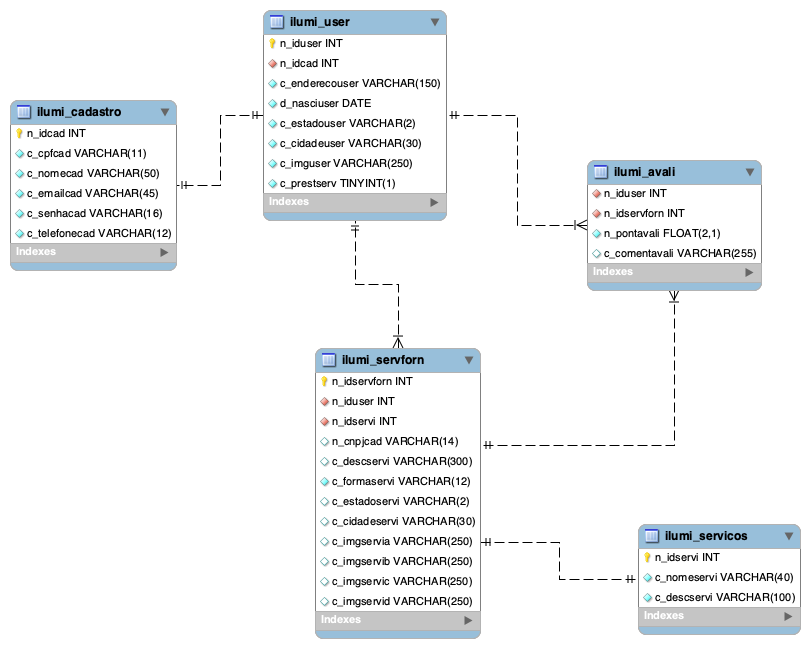 ilumi_user
n_iduser INT
n_idcad INT
c_enderecouser VARCHAR(150)
d_nasciuser DATE
c_estadouser VARCHAR(2)
c_cidadeuser VARCHAR(30)
c_imguser VARCHAR(250)
c_prestserv TINYINT(1)
Indexes
ilumi_cadastro
n_idcad INT
c_cpfcad VARCHAR(11)
c_nomecad VARCHAR(50)
c_emailcad VARCHAR(45)
c_senhacad VARCHAR(16)
c_telefonecad VARCHAR(12)
Indexes
ilumi_avali
n_iduser INT
n_idservforn INT
n_pontavali FLOAT(2,1)
c_comentavali VARCHAR(255)
Indexes
ilumi_servforn
n_idservforn INT
n_iduser INT
n_idservi INT
n_cnpjcad VARCHAR(14)
c_descservi VARCHAR(300)
c_formaservi VARCHAR(12)
c_estadoservi VARCHAR(2)
c_cidadeservi VARCHAR(30)
c_imgservia VARCHAR(250)
c_imgservib VARCHAR(250)
c_imgservic VARCHAR(250)
c_imgservid VARCHAR(250)
Indexes
ilumi_servicos
n_idservi INT
c_nomeservi VARCHAR(40)
c_descservi VARCHAR(100)
Indexes